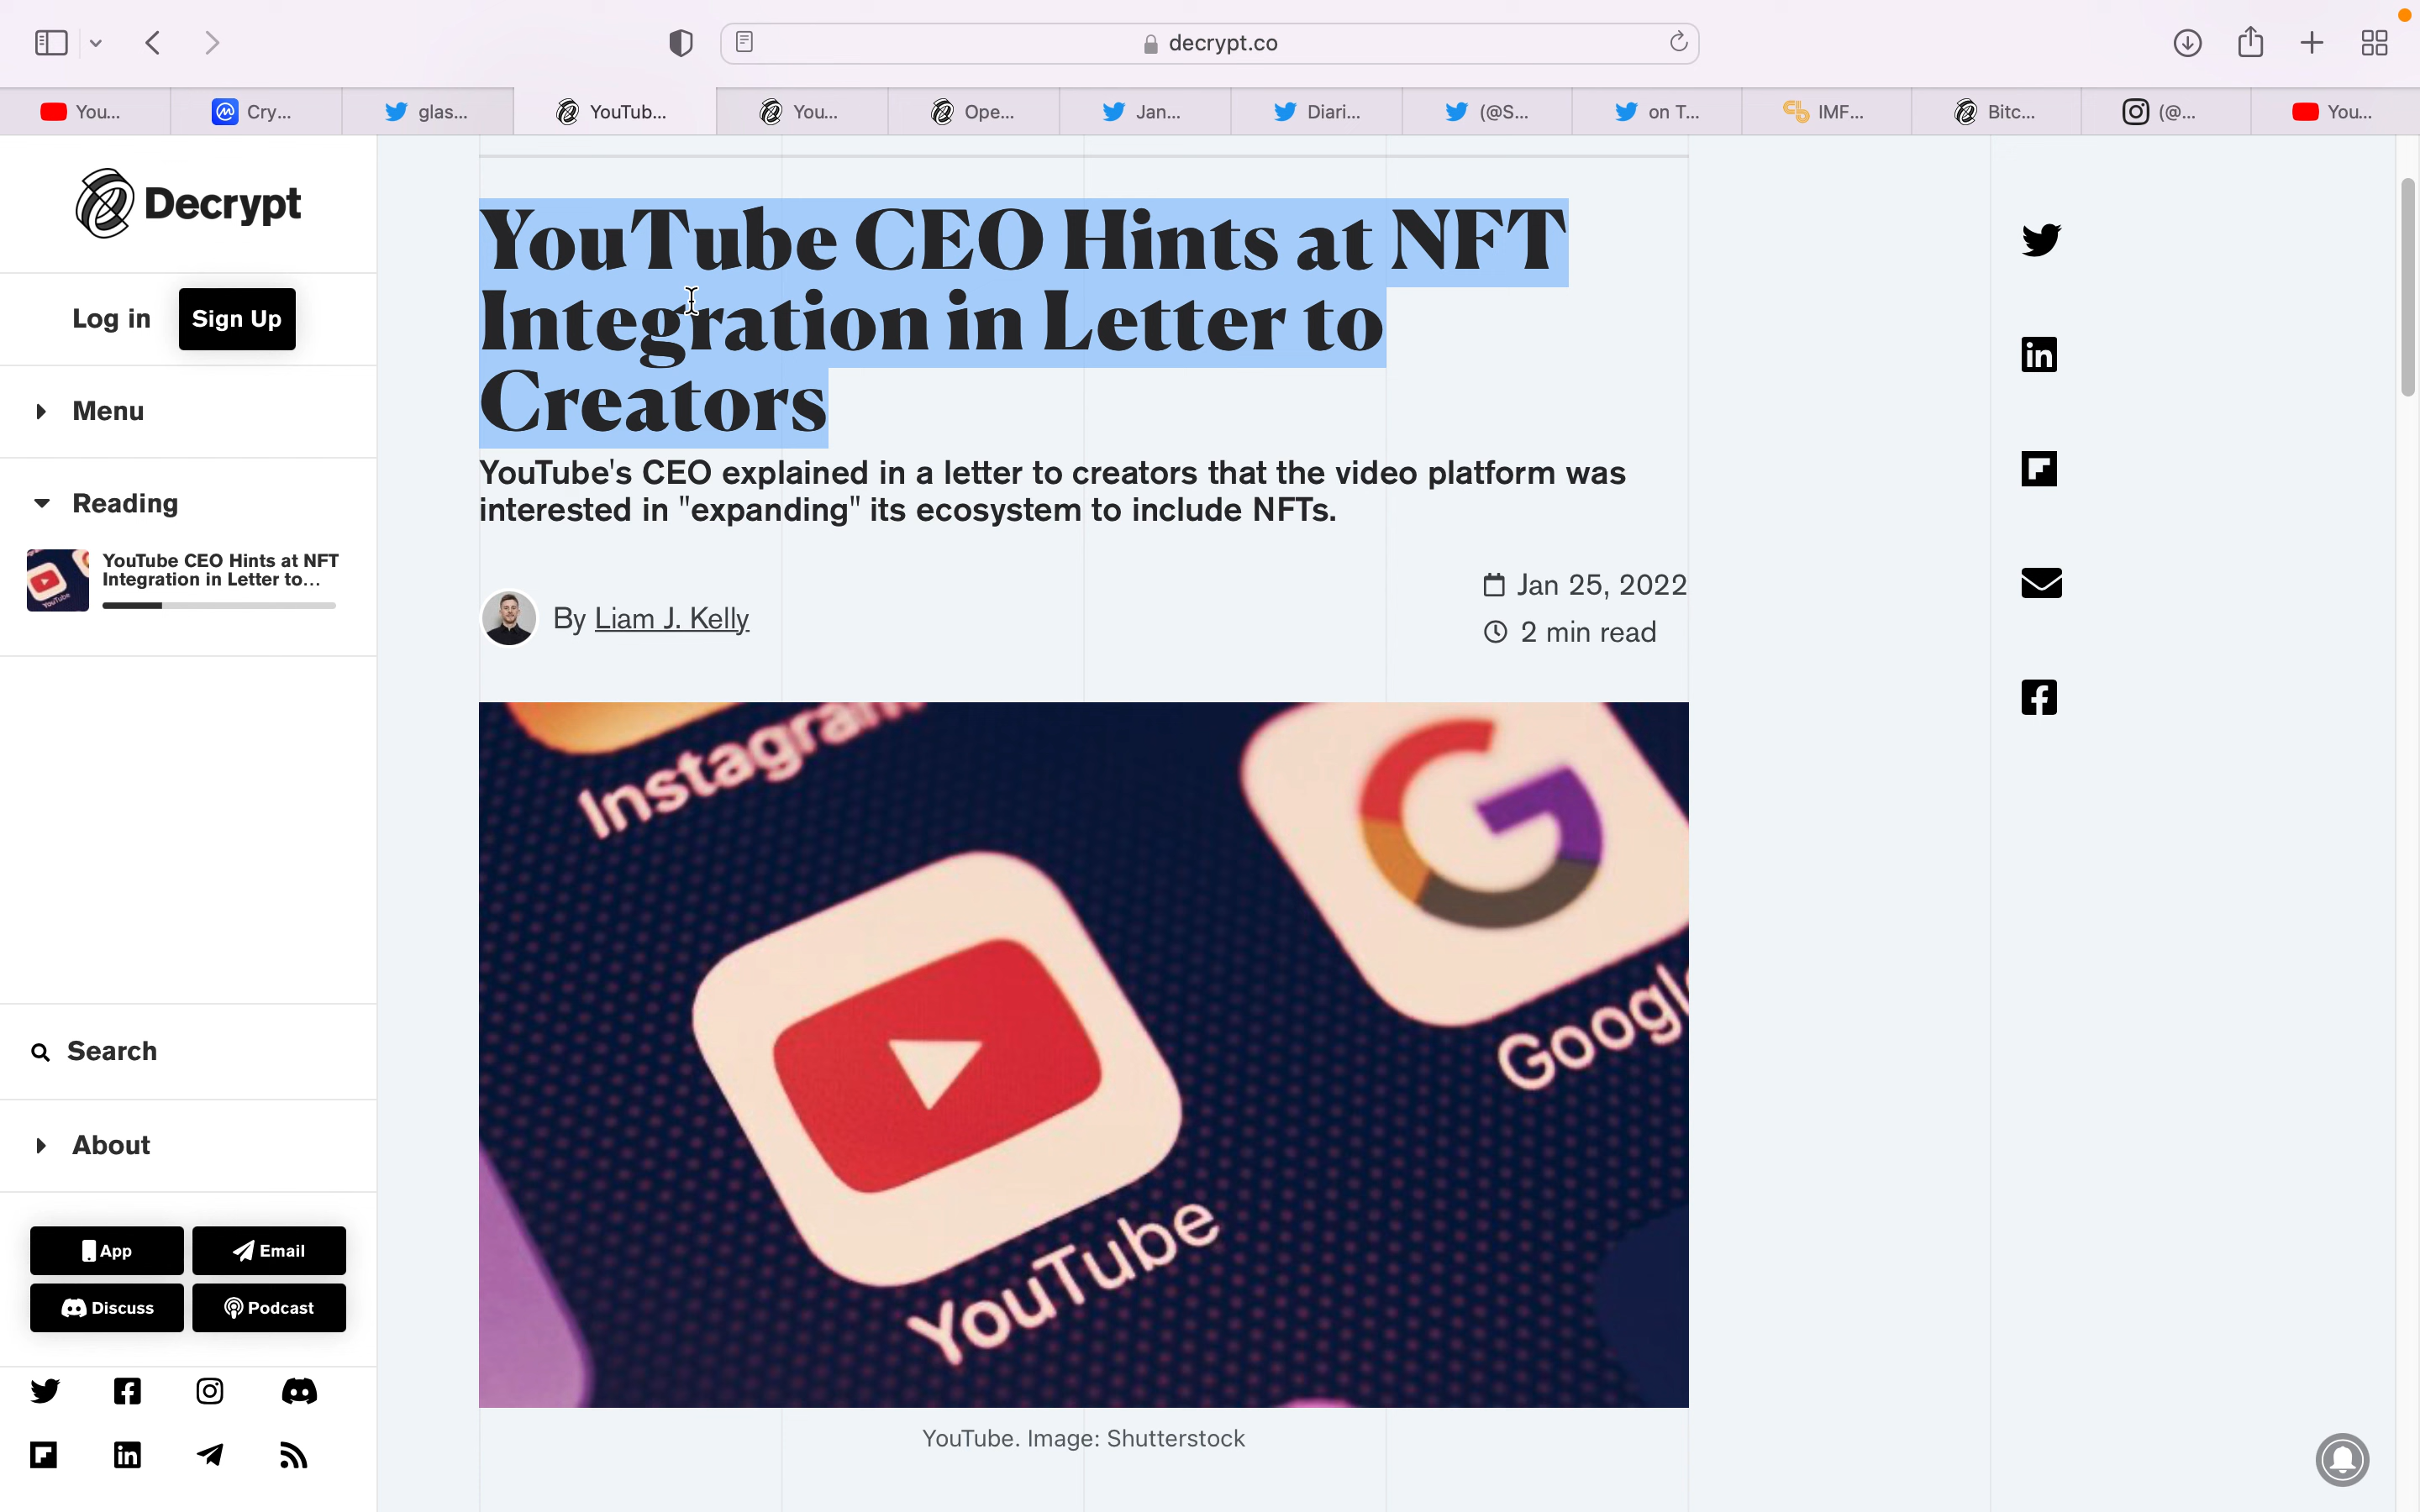 decrypt.co
You...
Cry...
glas...
YouTub...
You...
Ope...
Jan...
Diari...
(@S...
on T...
IMF...
Bitc...
(@...
You...
Decrypt
Log in
Sign Up
Menu
Reading
YouTube CEO Hints at NFT
Integration in Letter to...
Search
About
App
Email
Discuss
Podcast
YouTube CEO Hints at NFT
Integration in Letter to
Creators
YouTube's CEO explained in a letter to creators that the video platform was
interested in "expanding" its ecosystem to include NFTs.
By Liam J. Kelly
Jan 25, 2022
2 min read
Instagram
Google
YouTube
YouTube. Image: Shutterstock